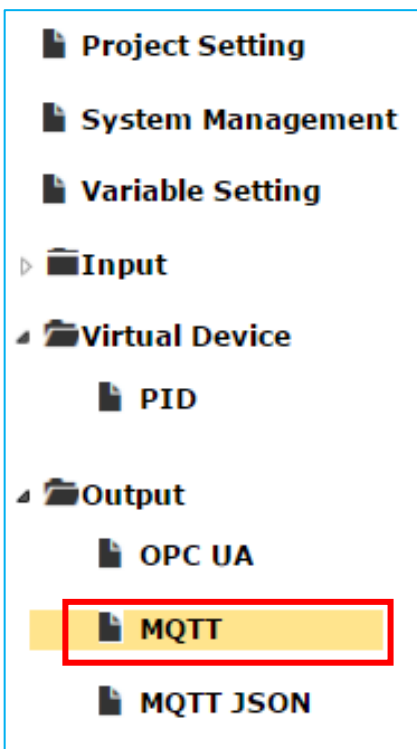 Project Setting
System Management
Variable Setting
Input
Virtual Device
PID
Output
OPC UA
MQTT
MQTT JSON